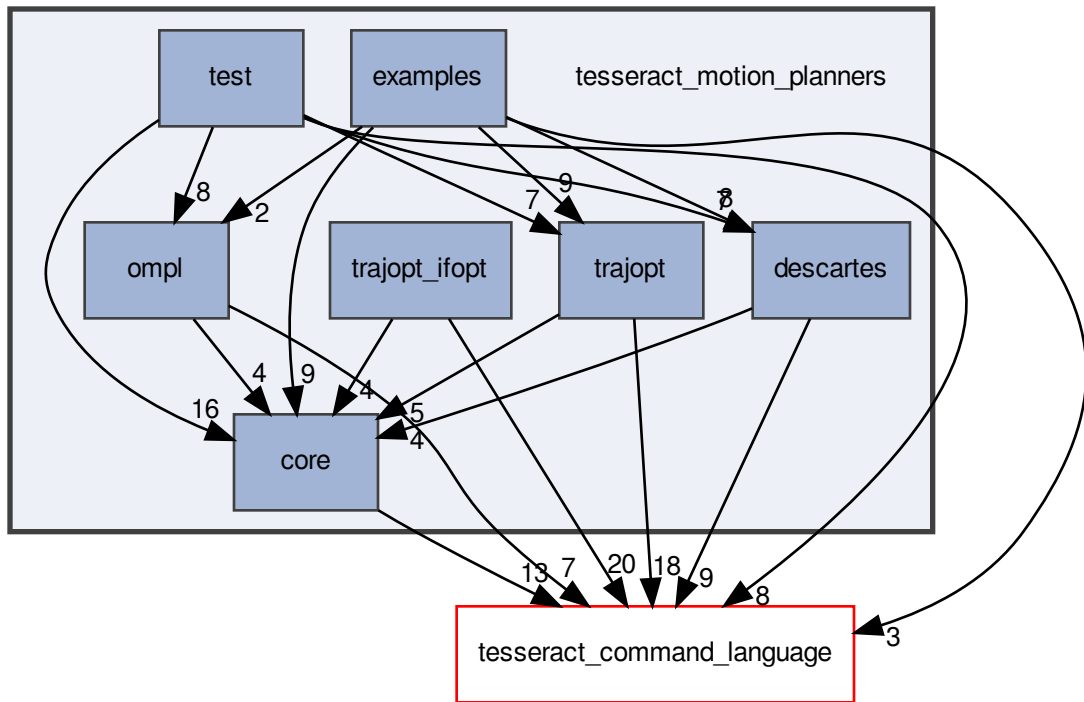 test
examples
tesseract_motion_planners
8
2
9
7
7
8
ompl
trajopt_ifopt
trajopt
descartes
16
4
9
4
5
4
core
13
7
20
18
9
8
3
tesseract_command_language